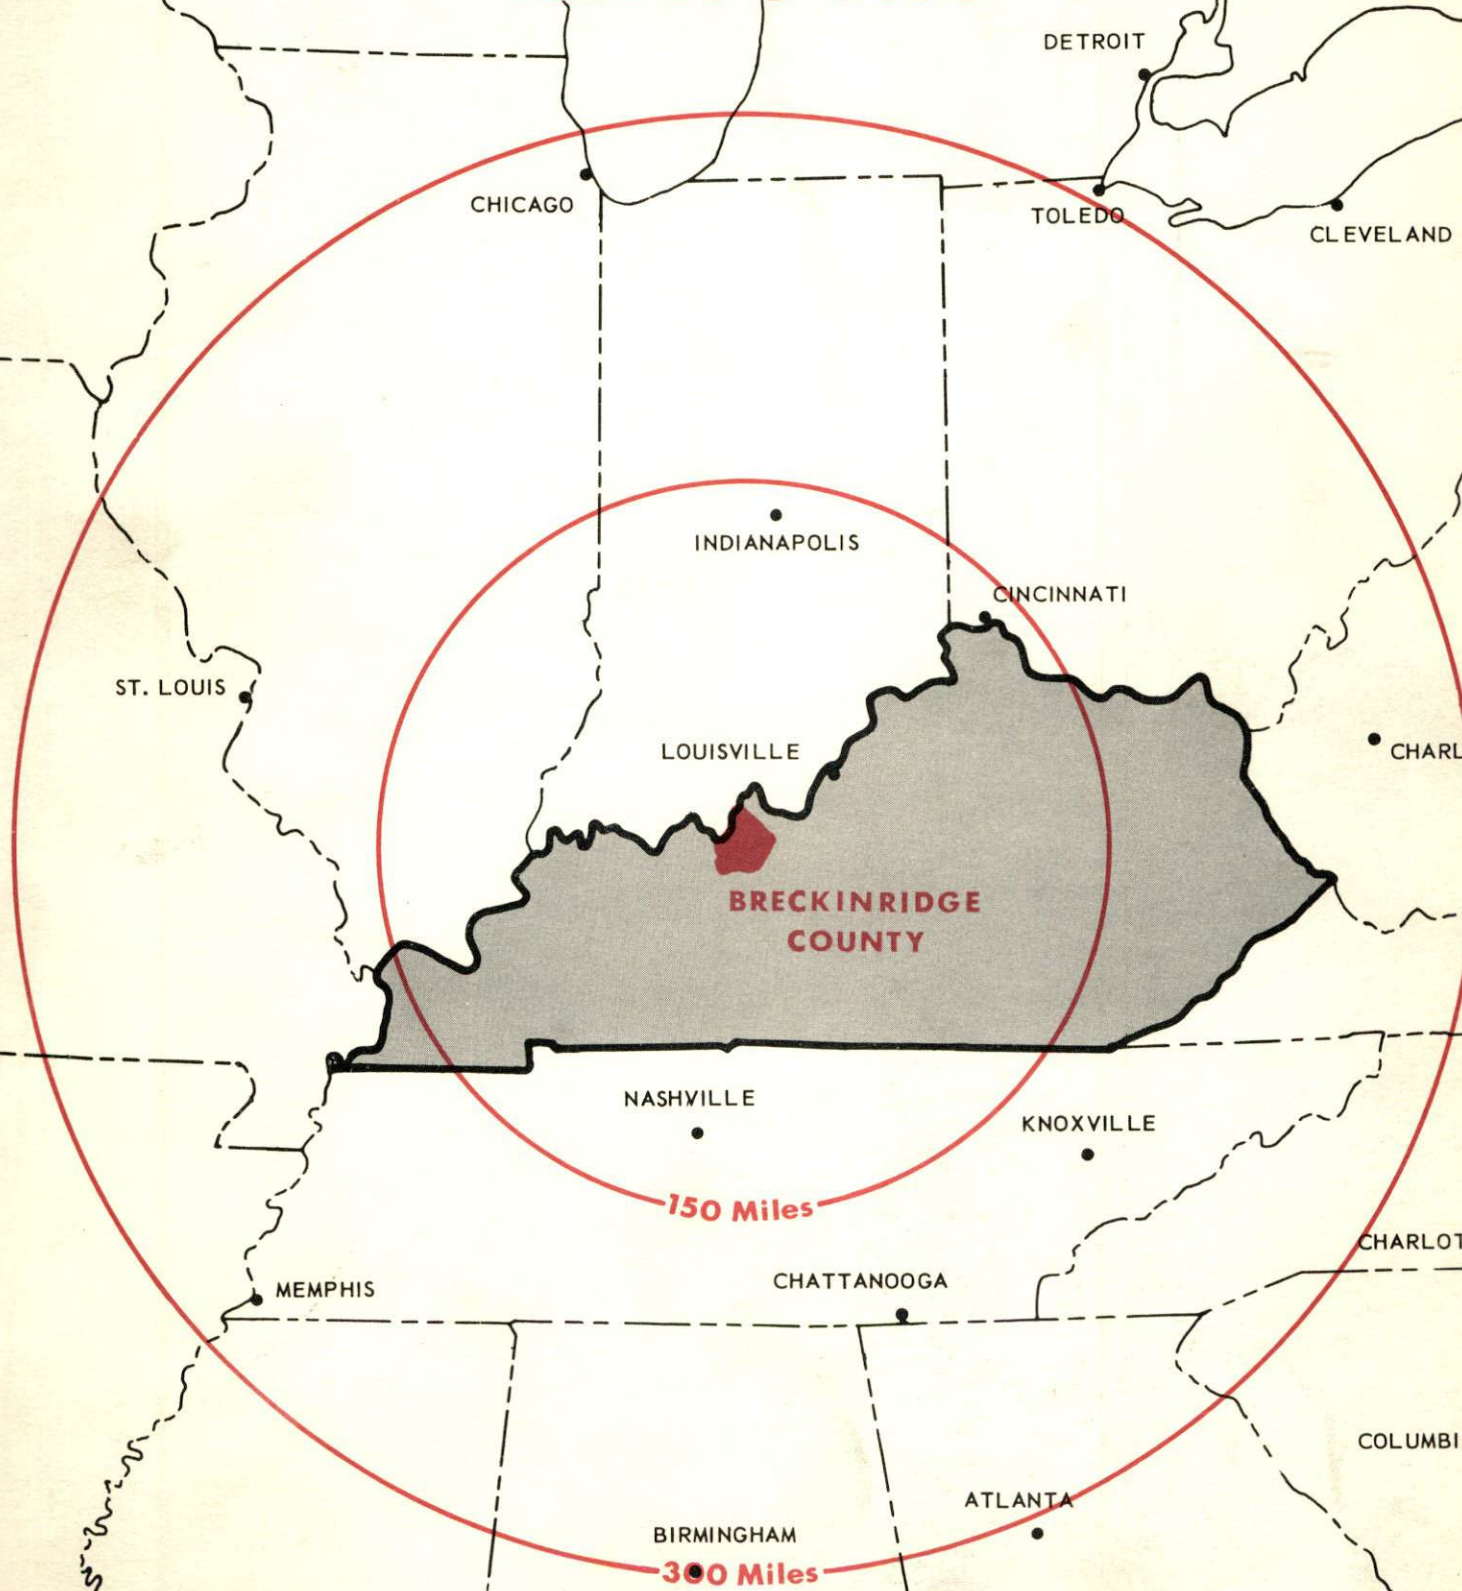 DETROIT
CHICAGO
TOLEDO
CLEVELAND
INDIANAPOLIS
CINCINNATI
ST. LOUIS
LOUISVILLE
CHARL
BRECKINRIDGE
COUNTY
NASHVILLE
KNOXVILLE
150 Miles
CHARLOT
MEMPHIS
CHATTANOOGA
COLUMBI
ATLANTA
BIRMINGHAM
300 Miles